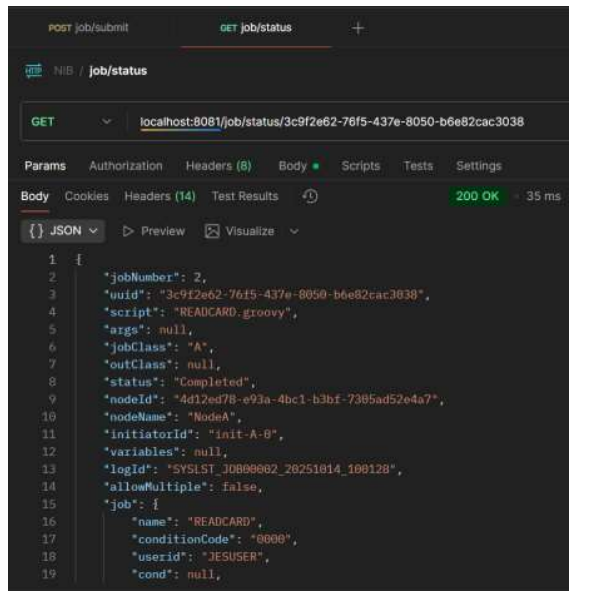 POST job/submit GET job/status +
HTTP NIB / job/status
GET localhost:8081/job/status/3c9f2e62-76f5-437e-8050-b6e82cac3038
Params Authorization Headers (8) Body Scripts Tests Settings
Body Cookies Headers (14) Test Results 200 OK 35 ms
{} JSON Preview Visualize
1 {
2 "jobNumber": 2,
3 "uuid": "3c9f2e62-76f5-437e-8050-b6e82cac3038",
4 "script": "READCARD.groovy",
5 "args": null,
6 "jobClass": "A",
7 "outClass": null,
8 "status": "Completed",
9 "nodeId": "4d12ed78-e93a-4bc1-b3bf-7305ad52e4a7",
10 "nodeName": "NodeA",
11 "initiatorId": "init-A-0",
12 "variables": null,
13 "logId": "SYSLST_JOB00002_20251014_100128",
14 "allowMultiple": false,
15 "job": {
16 "name": "READCARD",
17 "conditionCode": "0000",
18 "userid": "JESUSER",
19 "cond": null,